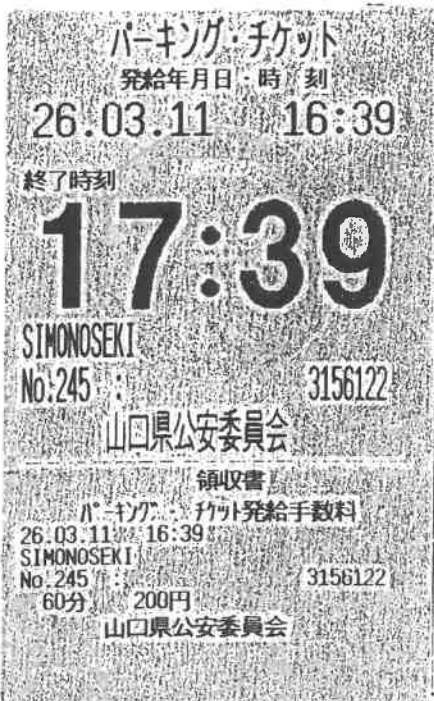 パーキング・チケット
発給年月日・時 刻
26.03.11 16:39
終了時刻
17:39
SIMONOSEKI
No.245 : 3156122
山口県公安委員会
領収書
パーキング・チケット発給手数料
26.03.11 16:39
SIMONOSEKI
No.245 : 3156122
60分 200円
山口県公安委員会